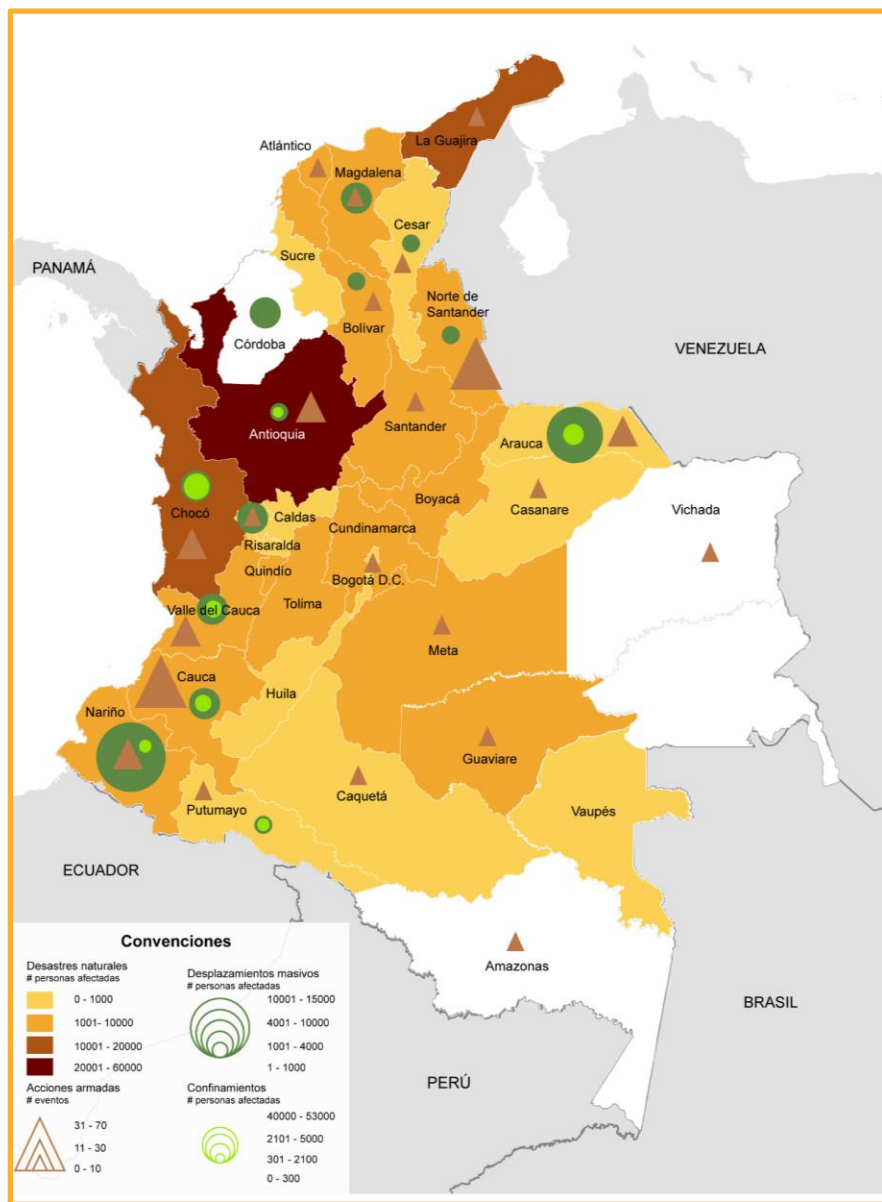 La Guajira
Atlántico
Magdalena
Cesar
Sucre
PANAMÁ
Norte de
Santander
Bolívar
Córdoba
VENEZUELA
Antioquia
Santander
Arauca
Chocó
Boyacá
Casanare
Vichada
Caldas
Cundinamarca
Risaralda
Quindío
Bogotá D.C.
Tolima
Valle del Cauca
Meta
Cauca
Huila
Nariño
Guaviare
Caquetá
Putumayo
Vaupés
ECUADOR
Amazonas
BRASIL
PERÚ
Convenciones
Desastres naturales
# personas afectadas
0 - 1000
1001- 10000
10001 - 20000
20001 - 60000
Acciones armadas
# eventos
31 - 70
11 - 30
0 - 10
Desplazamientos masivos
# personas afectadas
10001 - 15000
4001 - 10000
1001 - 4000
1 - 1000
Confinamientos
# personas afectadas
40000 - 53000
2101 - 5000
301 - 2100
0 - 300